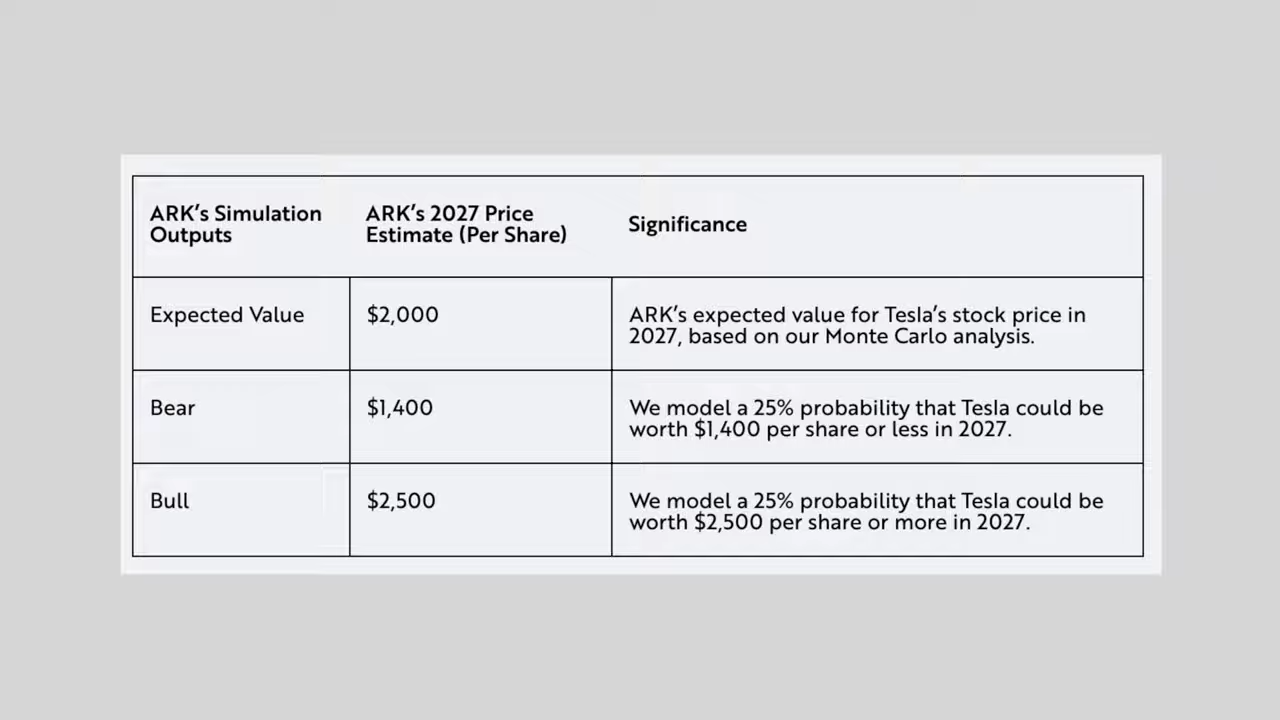 ARK's Simulation
Outputs
ARK's 2027 Price
Estimate (Per Share)
Significance
Expected Value
$2,000
ARK's expected value for Tesla's stock price in
2027, based on our Monte Carlo analysis.
Bear
$1,400
We model a 25% probability that Tesla could be
worth $1,400 per share or less in 2027.
Bull
$2,500
We model a 25% probability that Tesla could be
worth $2,500 per share or more in 2027.